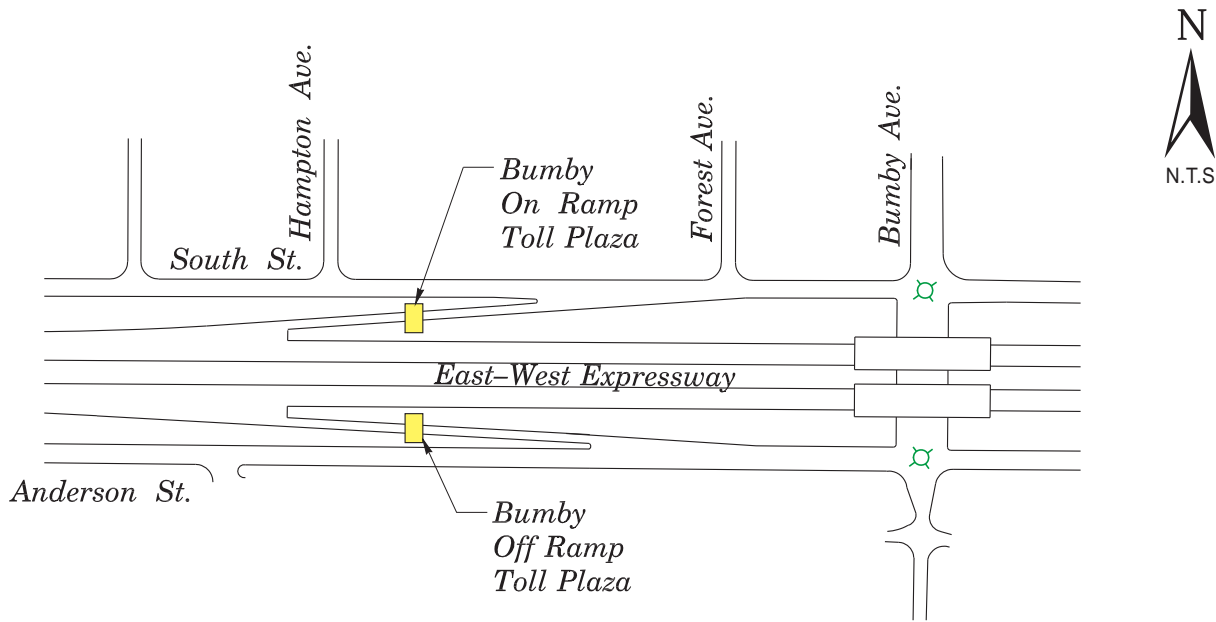 N
N.T.S
Hampton Ave.
Forest Ave.
Bumby Ave.
Bumby
On Ramp
Toll Plaza
South St.
East–West Expressway
Anderson St.
Bumby
Off Ramp
Toll Plaza